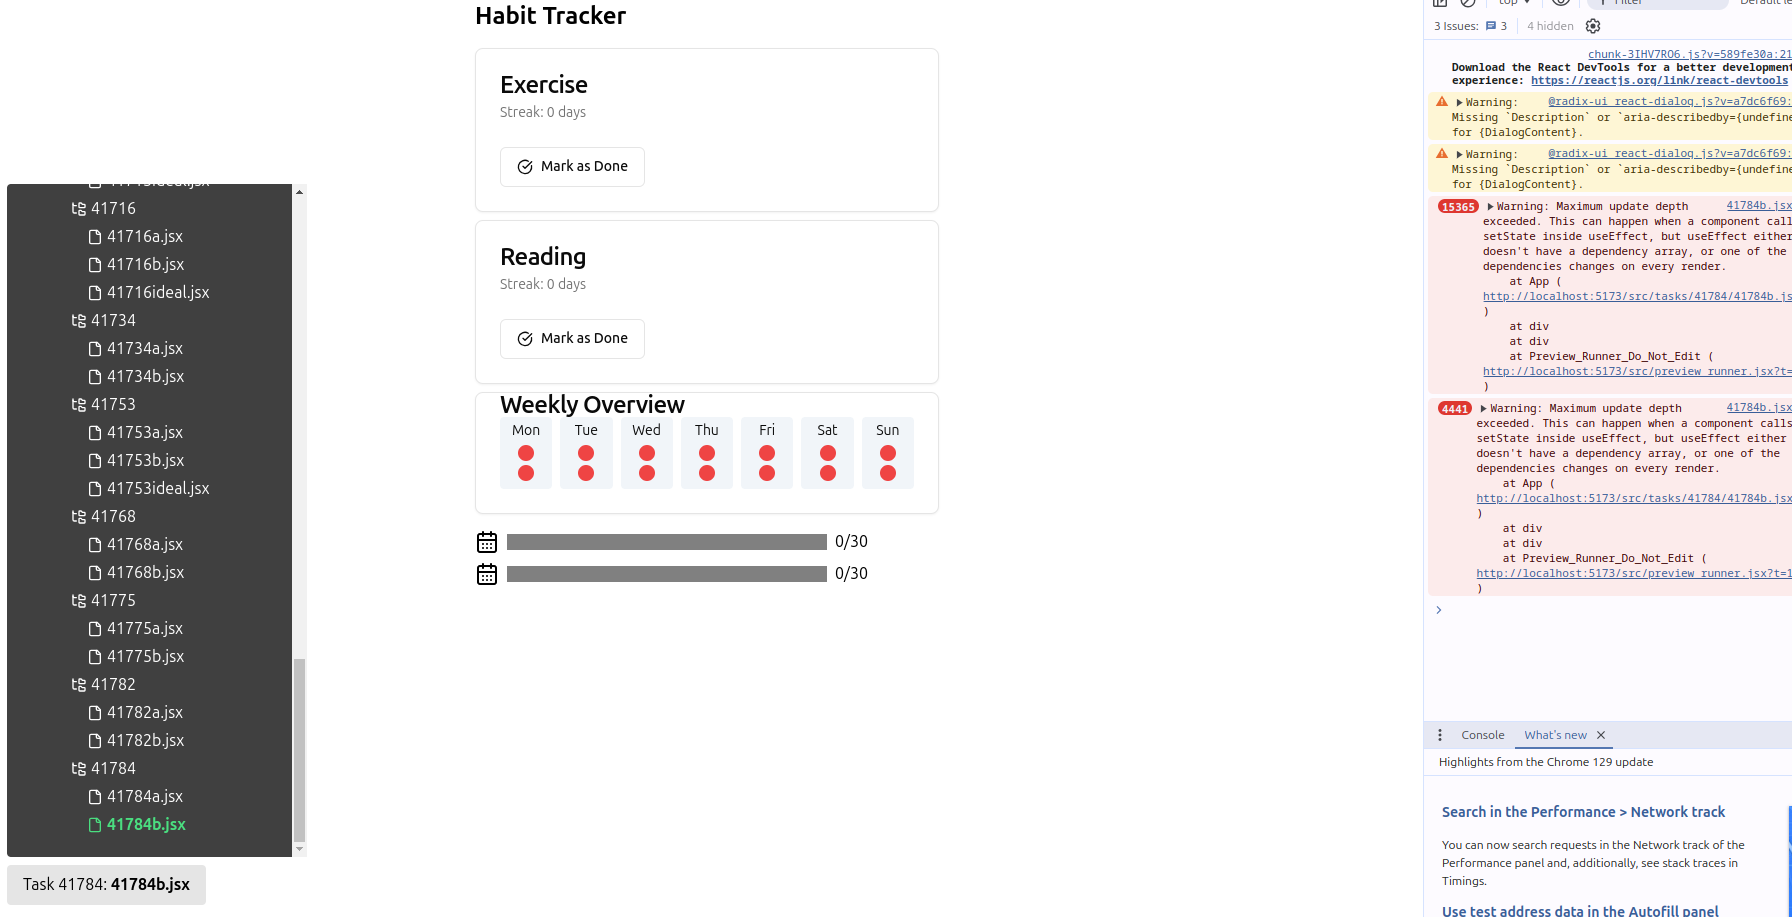 Habit Tracker
Exercise
Streak: 0 days
Mark as Done
Reading
Streak: 0 days
Mark as Done
Weekly Overview
Mon Tue Wed Thu Fri Sat Sun
0/30
0/30
41715ideal.jsx
41716
41716a.jsx
41716b.jsx
41716ideal.jsx
41734
41734a.jsx
41734b.jsx
41753
41753a.jsx
41753b.jsx
41753ideal.jsx
41768
41768a.jsx
41768b.jsx
41775
41775a.jsx
41775b.jsx
41782
41782a.jsx
41782b.jsx
41784
41784a.jsx
41784b.jsx
Task 41784: 41784b.jsx
top Filter Default le
3 Issues: 3 4 hidden
chunk-3IHV7RO6.js?v=589fe30a:21
Download the React DevTools for a better development
experience: https://reactjs.org/link/react-devtools
Warning: @radix-ui_react-dialog.js?v=a7dc6f69:
Missing `Description` or `aria-describedby={undefine
for {DialogContent}.
Warning: @radix-ui_react-dialog.js?v=a7dc6f69:
Missing `Description` or `aria-describedby={undefine
for {DialogContent}.
15365 Warning: Maximum update depth 41784b.jsx
exceeded. This can happen when a component call
setState inside useEffect, but useEffect either
doesn't have a dependency array, or one of the
dependencies changes on every render.
at App (
http://localhost:5173/src/tasks/41784/41784b.js
)
at div
at div
at Preview_Runner_Do_Not_Edit (
http://localhost:5173/src/preview_runner.jsx?t=
)
4441 Warning: Maximum update depth 41784b.jsx
exceeded. This can happen when a component calls
setState inside useEffect, but useEffect either
doesn't have a dependency array, or one of the
dependencies changes on every render.
at App (
http://localhost:5173/src/tasks/41784/41784b.jsx
)
at div
at div
at Preview_Runner_Do_Not_Edit (
http://localhost:5173/src/preview_runner.jsx?t=1
)
Console What's new
Highlights from the Chrome 129 update
Search in the Performance > Network track
You can now search requests in the Network track of the
Performance panel and, additionally, see stack traces in
Timings.
Use test address data in the Autofill panel